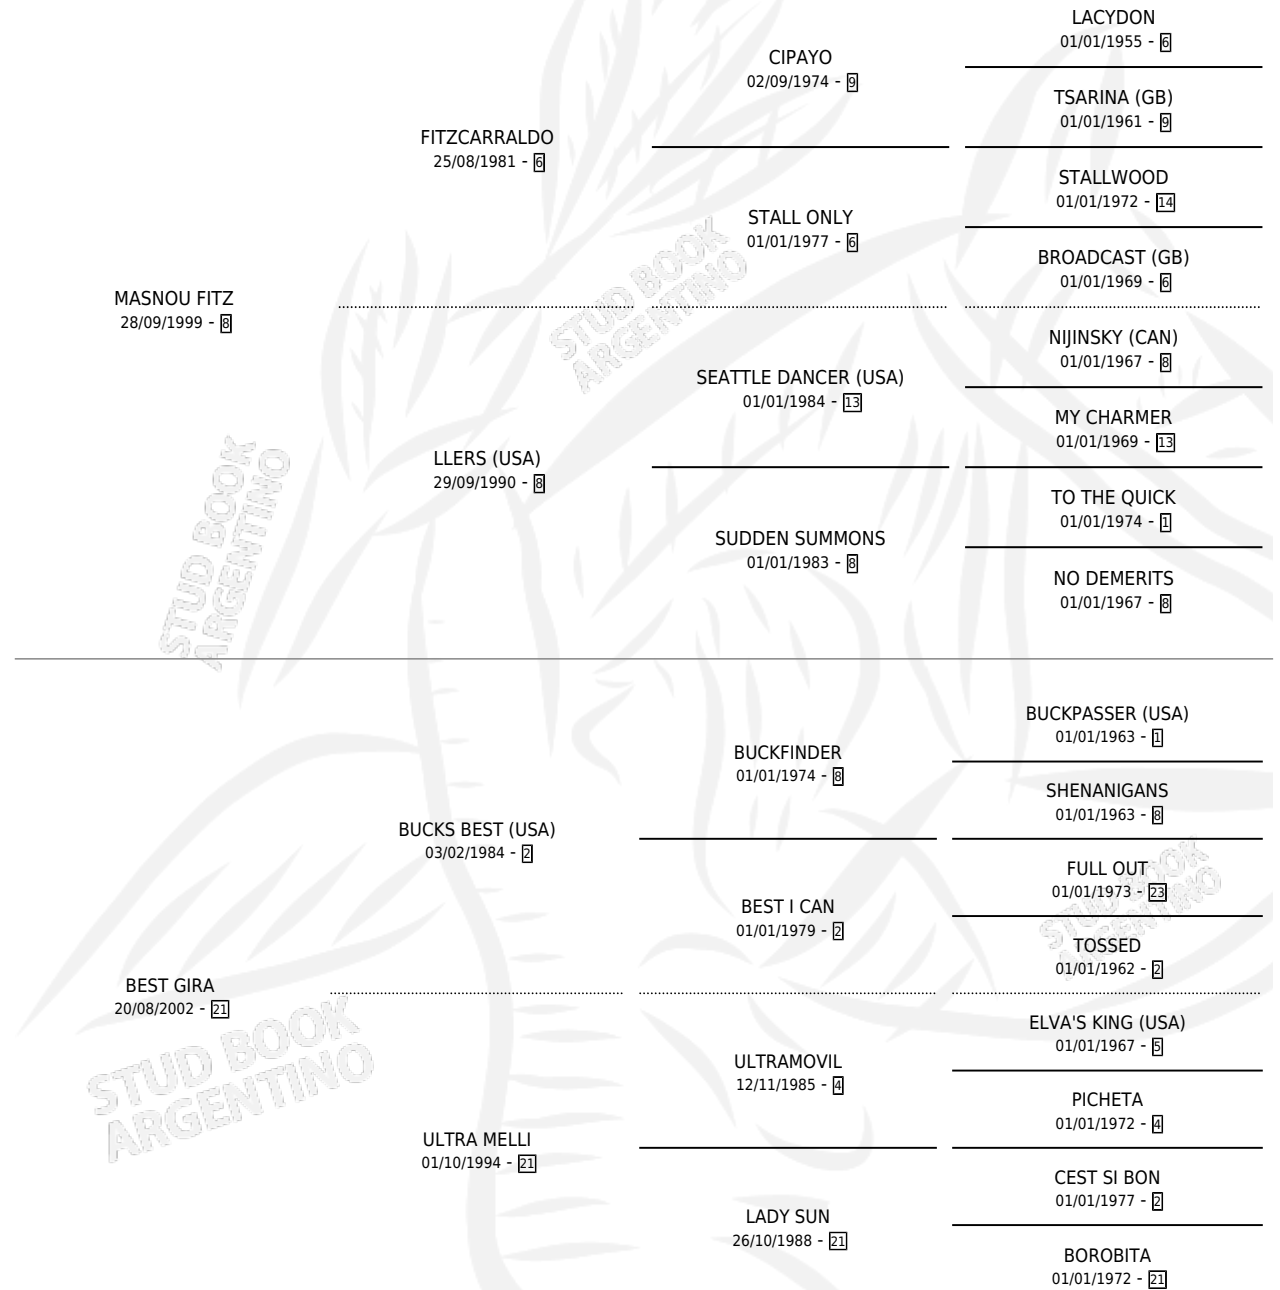 LACYDON
01/01/1955 - 6
CIPAYO
02/09/1974 - 9
TSARINA (GB)
01/01/1961 - 9
FITZCARRALDO
25/08/1981 - 6
STALLWOOD
01/01/1972 - 14
STALL ONLY
01/01/1977 - 6
BROADCAST (GB)
01/01/1969 - 6
MASNOU FITZ
28/09/1999 - 8
NIJINSKY (CAN)
01/01/1967 - 8
SEATTLE DANCER (USA)
01/01/1984 - 13
MY CHARMER
01/01/1969 - 13
LLERS (USA)
29/09/1990 - 8
TO THE QUICK
01/01/1974 - 1
SUDDEN SUMMONS
01/01/1983 - 8
NO DEMERITS
01/01/1967 - 8
STUD BOOK
ARGENTINO
STUD BOOK
ARGENTINO
BUCKPASSER (USA)
01/01/1963 - 1
BUCKFINDER
01/01/1974 - 8
SHENANIGANS
01/01/1963 - 8
BUCKS BEST (USA)
03/02/1984 - 2
FULL OUT
01/01/1973 - 23
BEST I CAN
01/01/1979 - 2
TOSSED
01/01/1962 - 2
BEST GIRA
20/08/2002 - 21
ELVA'S KING (USA)
01/01/1967 - 5
ULTRAMOVIL
12/11/1985 - 4
PICHETA
01/01/1972 - 4
ULTRA MELLI
01/10/1994 - 21
CEST SI BON
01/01/1977 - 2
LADY SUN
26/10/1988 - 21
BOROBITA
01/01/1972 - 21
STUD BOOK
ARGENTINO
STUD BOOK
ARGENTINO